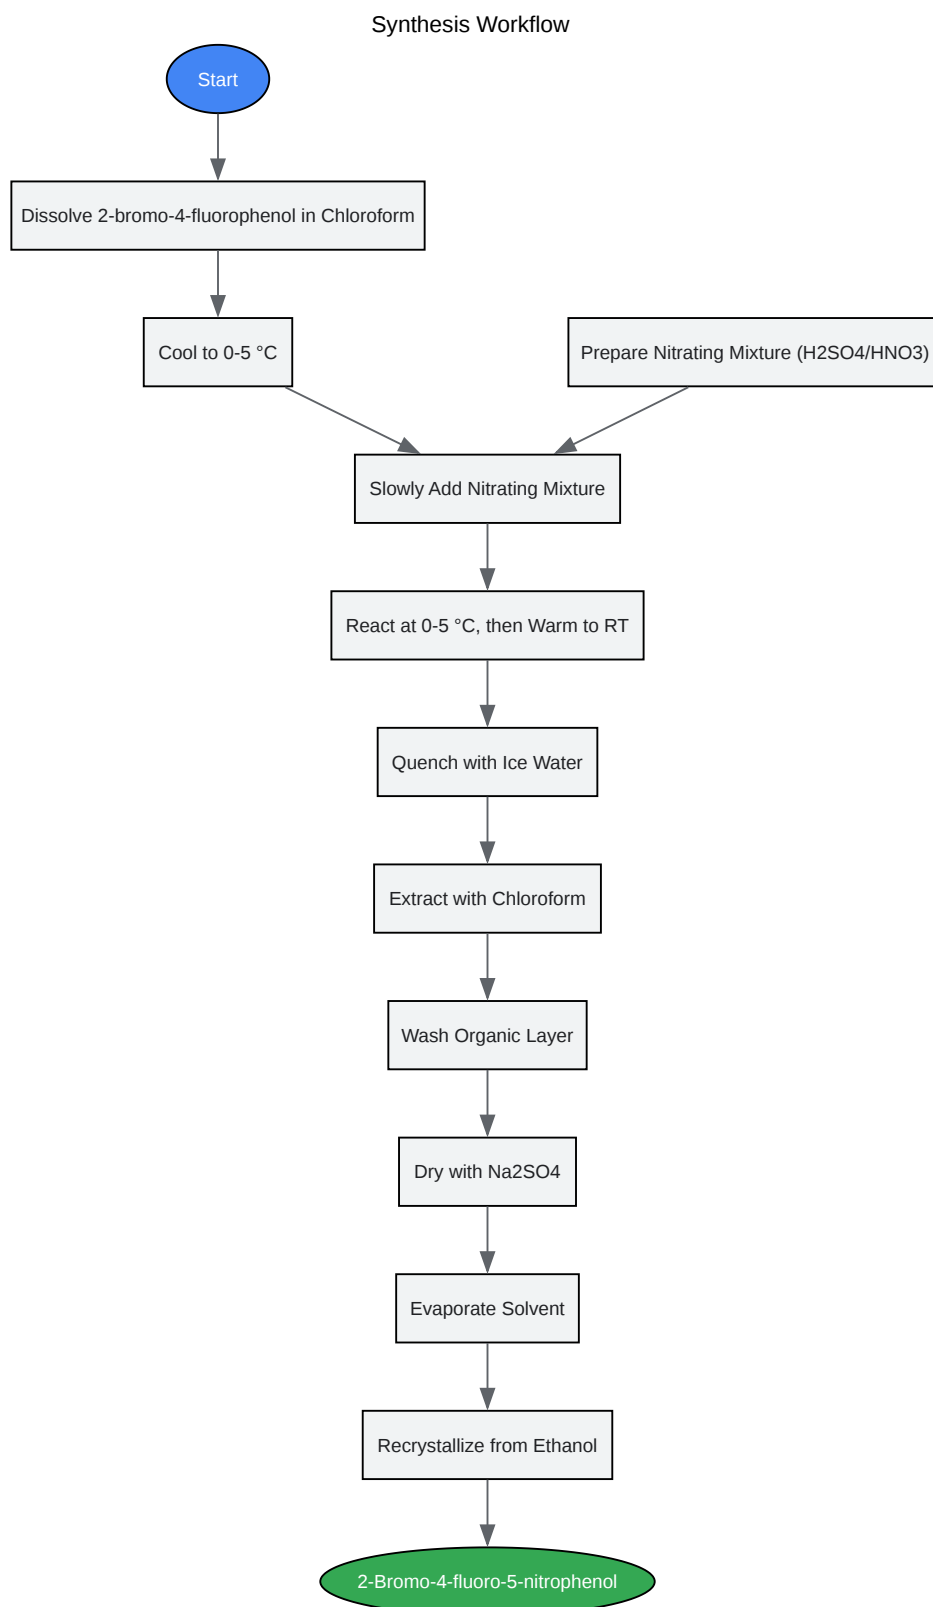 Synthesis Workflow
Start
Dissolve 2-bromo-4-fluorophenol in Chloroform
Cool to 0-5 °C
Prepare Nitrating Mixture (H2SO4/HNO3)
Slowly Add Nitrating Mixture
React at 0-5 °C, then Warm to RT
Quench with Ice Water
Extract with Chloroform
Wash Organic Layer
Dry with Na2SO4
Evaporate Solvent
Recrystallize from Ethanol
2-Bromo-4-fluoro-5-nitrophenol